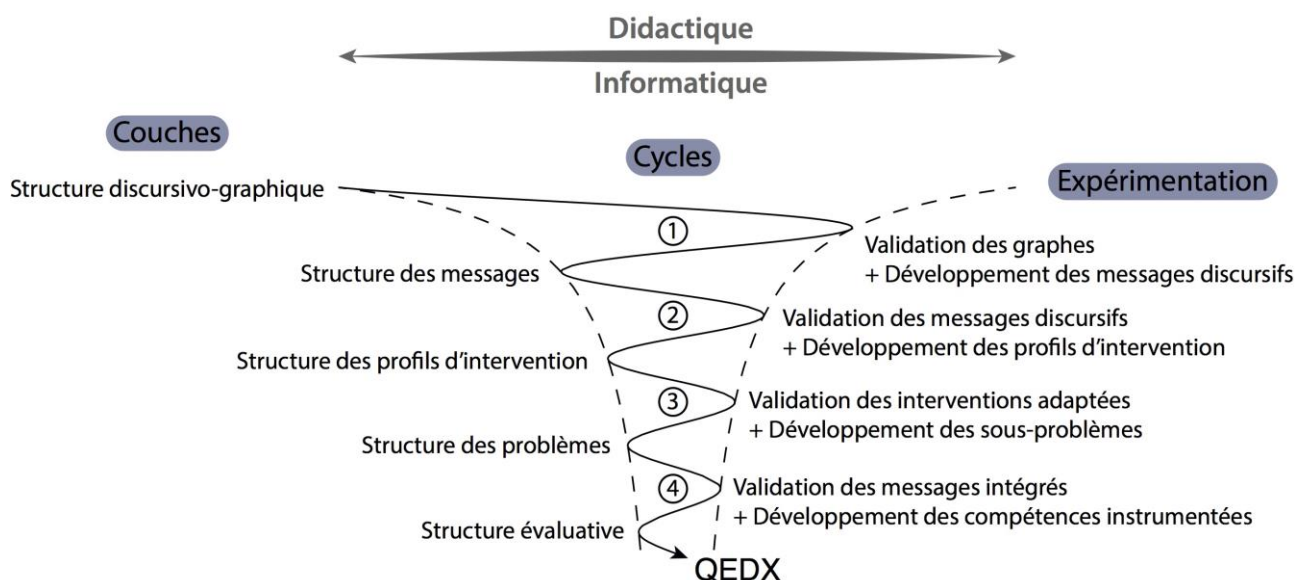 Didactique
Informatique
Couches
Cycles
Expérimentation
Structure discursivo-graphique
1
Validation des graphes
+ Développement des messages discursifs
Structure des messages
2
Validation des messages discursifs
+ Développement des profils d'intervention
Structure des profils d'intervention
3
Validation des interventions adaptées
+ Développement des sous-problèmes
Structure des problèmes
4
Validation des messages intégrés
+ Développement des compétences instrumentées
Structure évaluative
QEDX